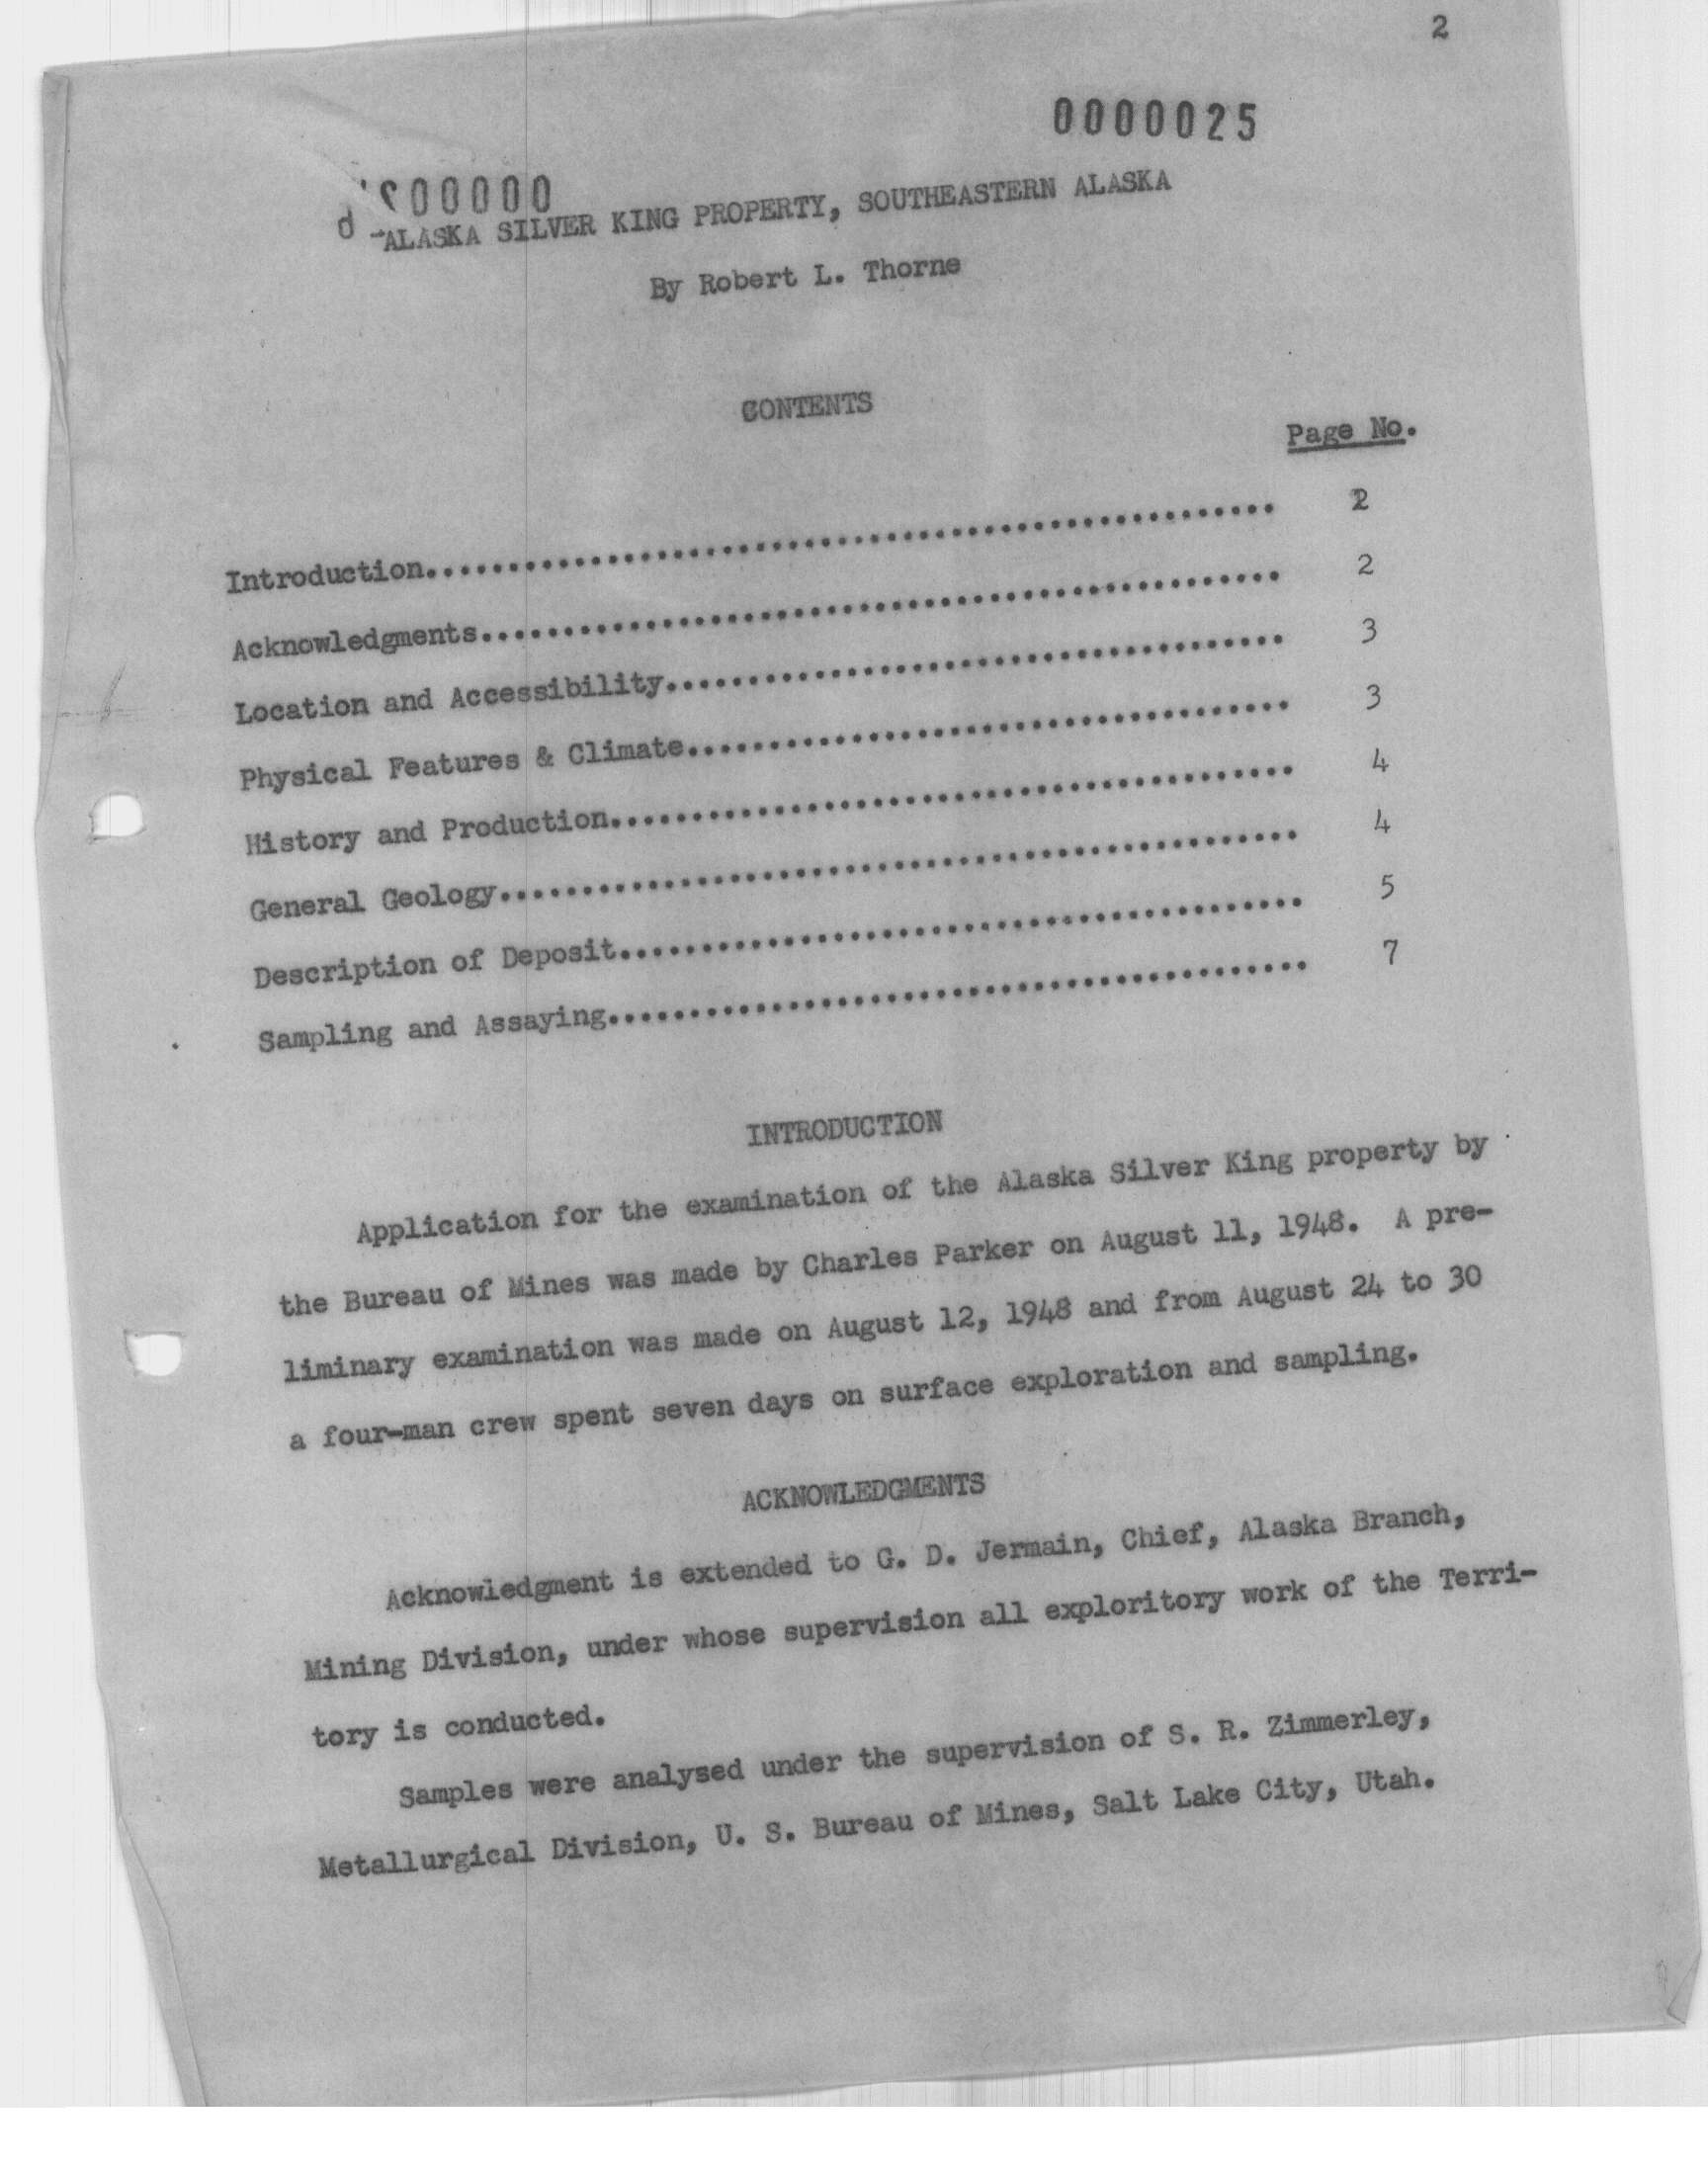 2
0000025
ALASKA SILVER KING PROPERTY, SOUTHEASTERN ALASKA
By Robert L. Thorne
CONTENTS
Page No.
Introduction.................................................... 2
Acknowledgments................................................. 2
Location and Accessibility...................................... 3
Physical Features & Climate..................................... 3
History and Production.......................................... 4
General Geology................................................. 4
Description of Deposit.......................................... 5
Sampling and Assaying........................................... 7
INTRODUCTION
Application for the examination of the Alaska Silver King property by
the Bureau of Mines was made by Charles Parker on August 11, 1948. A pre-
liminary examination was made on August 12, 1948 and from August 24 to 30
a four-man crew spent seven days on surface exploration and sampling.
ACKNOWLEDGMENTS
Acknowledgment is extended to G. D. Jermain, Chief, Alaska Branch,
Mining Division, under whose supervision all exploritory work of the Terri-
tory is conducted.
Samples were analysed under the supervision of S. R. Zimmerley,
Metallurgical Division, U. S. Bureau of Mines, Salt Lake City, Utah.